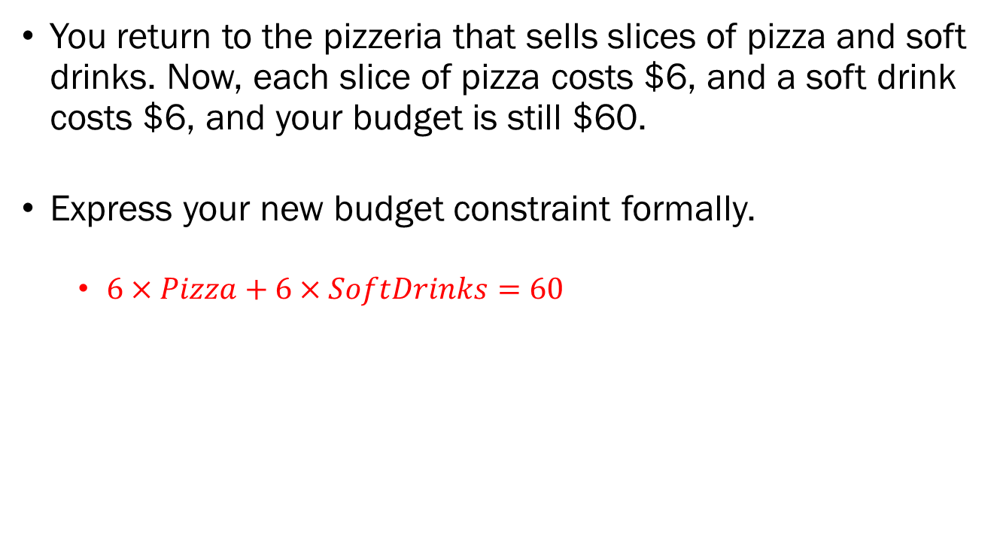 • You return to the pizzeria that sells slices of pizza and soft
drinks. Now, each slice of pizza costs $6, and a soft drink
costs $6, and your budget is still $60.
• Express your new budget constraint formally.
• 6 × Pizza + 6 × SoftDrinks = 60